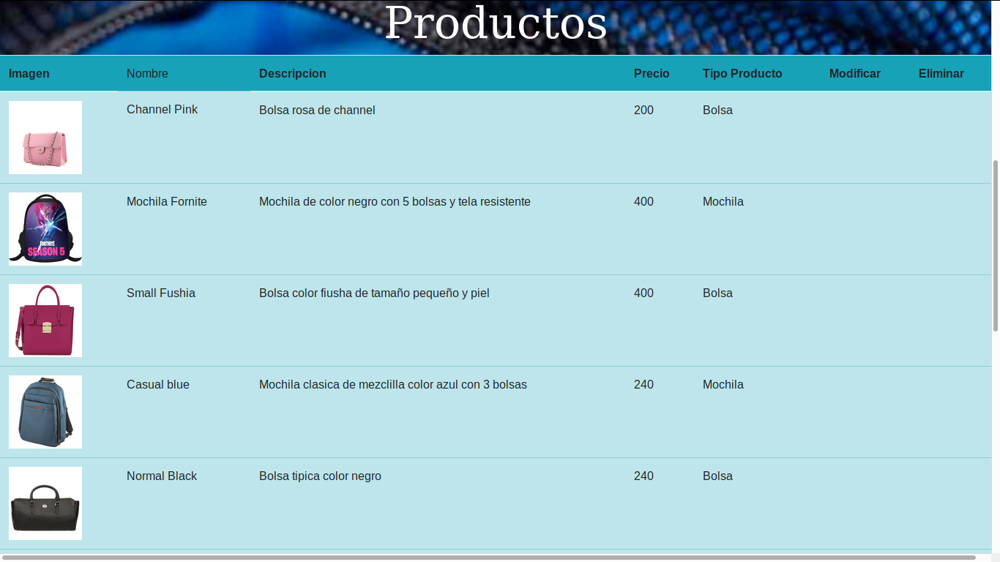 Productos
Imagen Nombre Descripcion Precio Tipo Producto Modificar Eliminar
Channel Pink Bolsa rosa de channel 200 Bolsa
Mochila Fornite Mochila de color negro con 5 bolsas y tela resistente 400 Mochila
FORTNITE
SEASON 5
Small Fushia Bolsa color fiusha de tamaño pequeño y piel 400 Bolsa
Casual blue Mochila clasica de mezclilla color azul con 3 bolsas 240 Mochila
Normal Black Bolsa tipica color negro 240 Bolsa